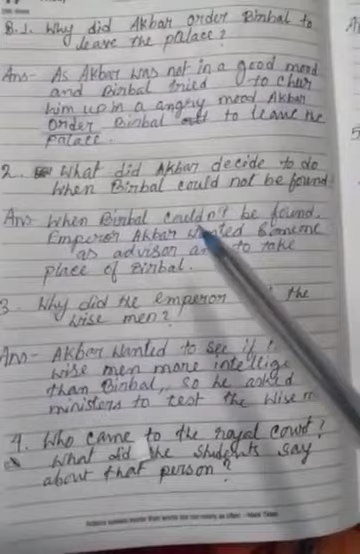 B.1. Why did Akbar order Birbal to
leave the palace?
Ans- As Akbar was not in a good mood
and Birbal tried to chur
him up in a angry mood Akbar
order Birbal to leave the
palace.
2. What did Akbar decide to do
when Birbal could not be found
Ans When Birbal couldn't be found.
Emperor Akbar wanted Someone
as advisor to take
place of Birbal.
3. Why did the emperor the
wise men?
Ans- Akbar wanted to see if
wise men more intellige
than Birbal, so he asked
ministers to test the wise m
4. Who came to the royal court?
What did the students say
about that person?